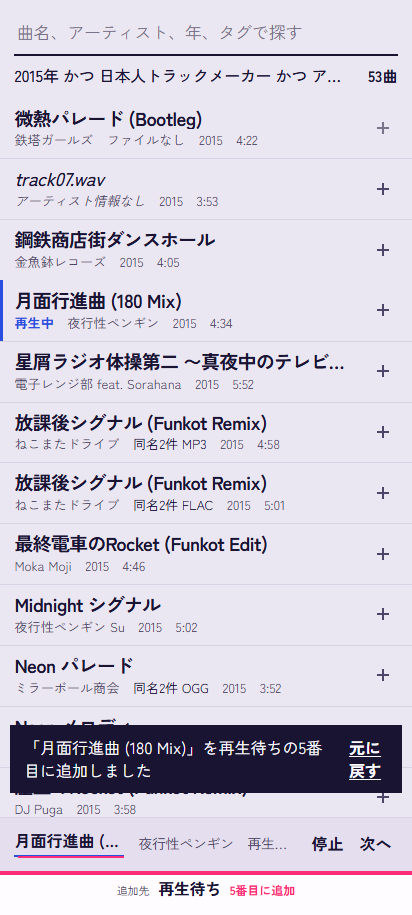 曲名、アーティスト、年、タグで探す
2015年 かつ 日本人トラックメーカー かつ ア… 53曲
微熱パレード (Bootleg)
鉄塔ガールズ ファイルなし 2015 4:22
track07.wav
アーティスト情報なし 2015 3:53
鋼鉄商店街ダンスホール
金魚鉢レコーズ 2015 4:05
月面行進曲 (180 Mix)
再生中 夜行性ペンギン 2015 4:34
星屑ラジオ体操第二 〜真夜中のテレビ…
電子レンジ部 feat. Sorahana 2015 5:52
放課後シグナル (Funkot Remix)
ねこまたドライブ 同名2件 MP3 2015 4:58
放課後シグナル (Funkot Remix)
ねこまたドライブ 同名2件 FLAC 2015 5:01
最終電車のRocket (Funkot Edit)
Moka Moji 2015 4:46
Midnight シグナル
夜行性ペンギン Su 2015 5:02
Neon パレード
ミラーボール商会 同名2件 OGG 2015 3:52
「月面行進曲 (180 Mix)」を再生待ちの5番
目に追加しました
元に
戻す
DJ Puga 2015 3:58
月面行進曲 (… 夜行性ペンギン 再生… 停止 次へ
追加先 再生待ち 5番目に追加